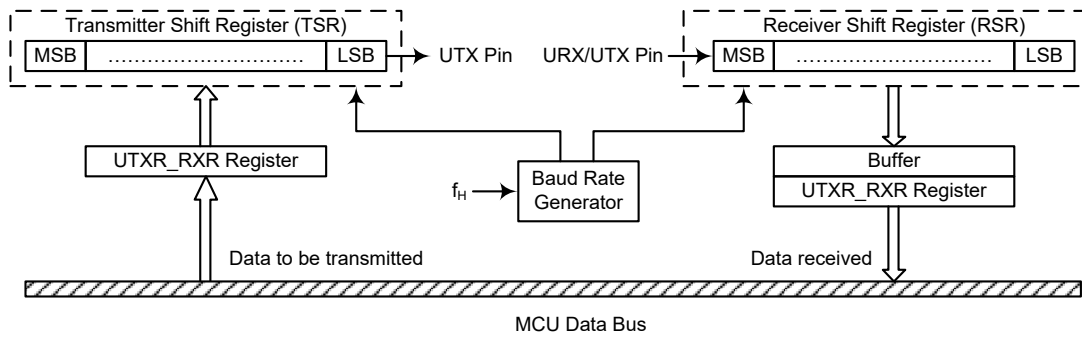 Transmitter Shift Register (TSR)
MSB ………………………… LSB
UTX Pin
URX/UTX Pin
Receiver Shift Register (RSR)
MSB ………………………… LSB
UTXR_RXR Register
fH
Baud Rate
Generator
Buffer
UTXR_RXR Register
Data to be transmitted
Data received
MCU Data Bus